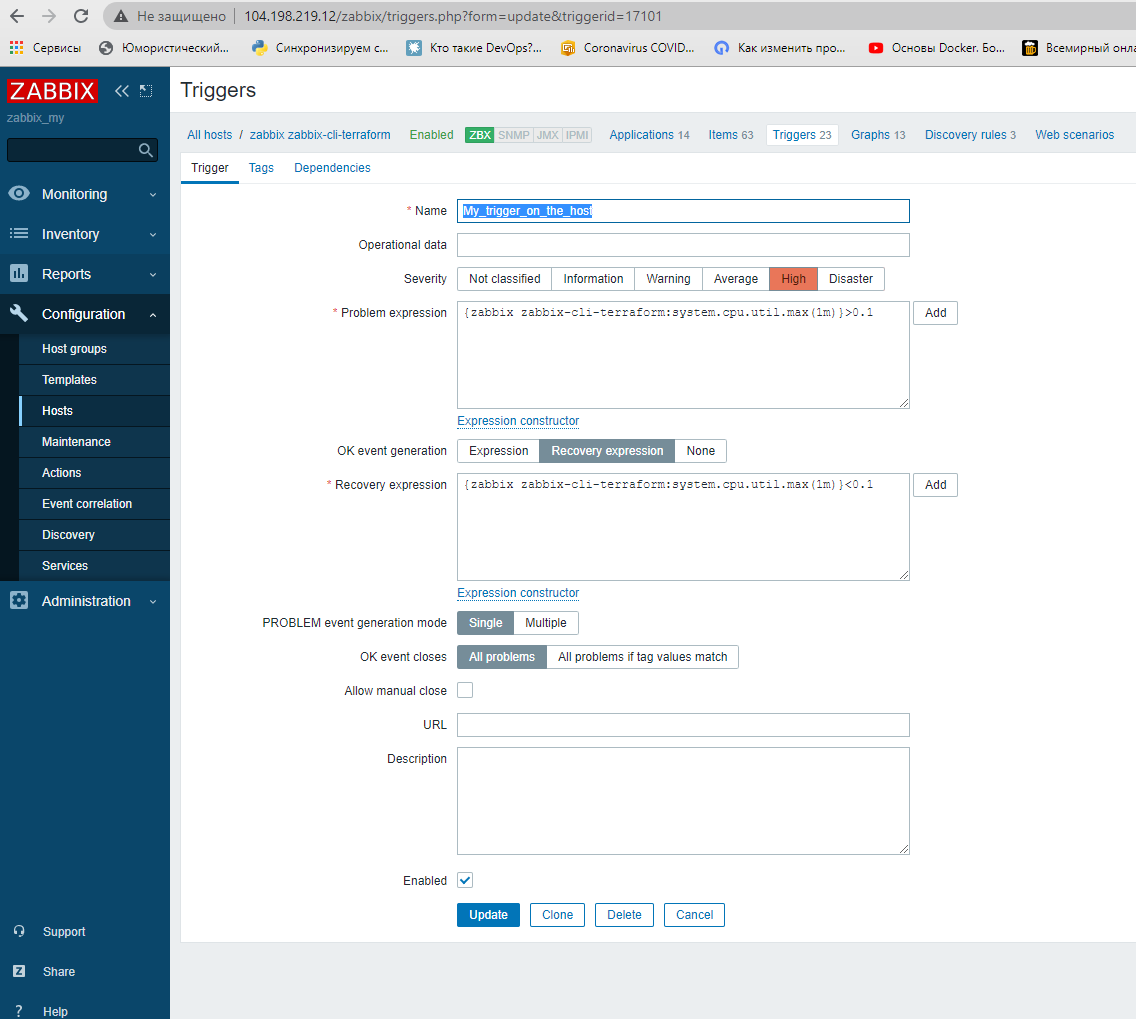 Не защищено | 104.198.219.12/zabbix/triggers.php?form=update&triggerid=17101
Сервисы Юмористический... Синхронизируем с... Кто такие DevOps?... Coronavirus COVID... Как изменить про... Основы Docker. Бо... Всемирный онла
ZABBIX
zabbix_my
Monitoring
Inventory
Reports
Configuration
Host groups
Templates
Hosts
Maintenance
Actions
Event correlation
Discovery
Services
Administration
Support
Z Share
? Help
Triggers
All hosts / zabbix zabbix-cli-terraform Enabled ZBX SNMP JMX IPMI Applications 14 Items 63 Triggers 23 Graphs 13 Discovery rules 3 Web scenarios
Trigger Tags Dependencies
* Name My_trigger_on_the_host
Operational data
Severity Not classified Information Warning Average High Disaster
* Problem expression {zabbix zabbix-cli-terraform:system.cpu.util.max(1m)}>0.1 Add
Expression constructor
OK event generation Expression Recovery expression None
* Recovery expression {zabbix zabbix-cli-terraform:system.cpu.util.max(1m)}<0.1 Add
Expression constructor
PROBLEM event generation mode Single Multiple
OK event closes All problems All problems if tag values match
Allow manual close
URL
Description
Enabled
Update Clone Delete Cancel